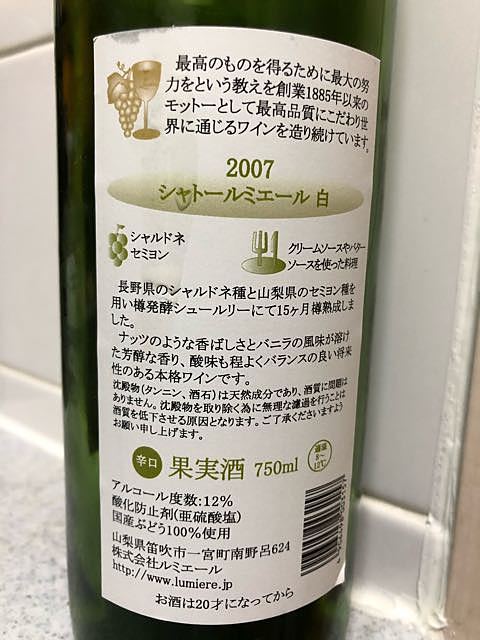 最高のものを得るために最大の努
力をという教えを創業1885年以来の
モットーとして最高品質にこだわり世
界に通じるワインを造り続けています。
2007
シャトールミエール 白
シャルドネ
セミヨン
クリームソースやバター
ソースを使った料理
長野県のシャルドネ種と山梨県のセミヨン種を
用い樽発酵シュールリーにて15ヶ月樽熟成しま
した。
ナッツのような香ばしさとバニラの風味が溶け
た芳醇な香り、酸味も程よくバランスの良い将来
性のある本格ワインです。
沈殿物(タンニン、酒石)は天然成分であり、酒質に問題は
ありません。沈殿物を取り除く為に無理な濾過を行うことは
酒質を低下させる原因となります。ご了承くださいますよう
お願い申し上げます。
辛口 果実酒 750ml 適温 8〜12℃
アルコール度数:12%
酸化防止剤(亜硫酸塩)
国産ぶどう100%使用
山梨県笛吹市一宮町南野呂624
株式会社ルミエール
http://www.lumiere.jp
お酒は20才になってから